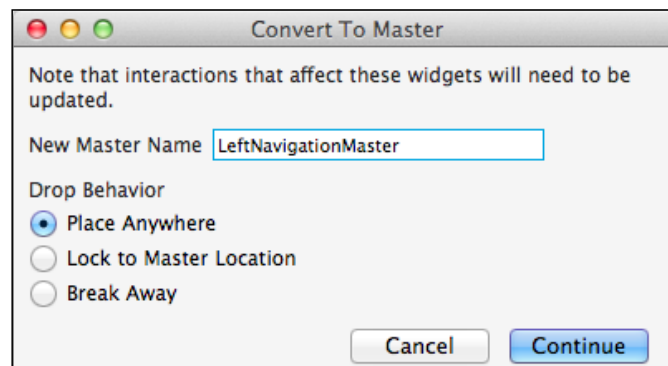 Convert To Master
Note that interactions that affect these widgets will need to be
updated.
New Master Name LeftNavigationMaster
Drop Behavior
Place Anywhere
Lock to Master Location
Break Away
Cancel Continue